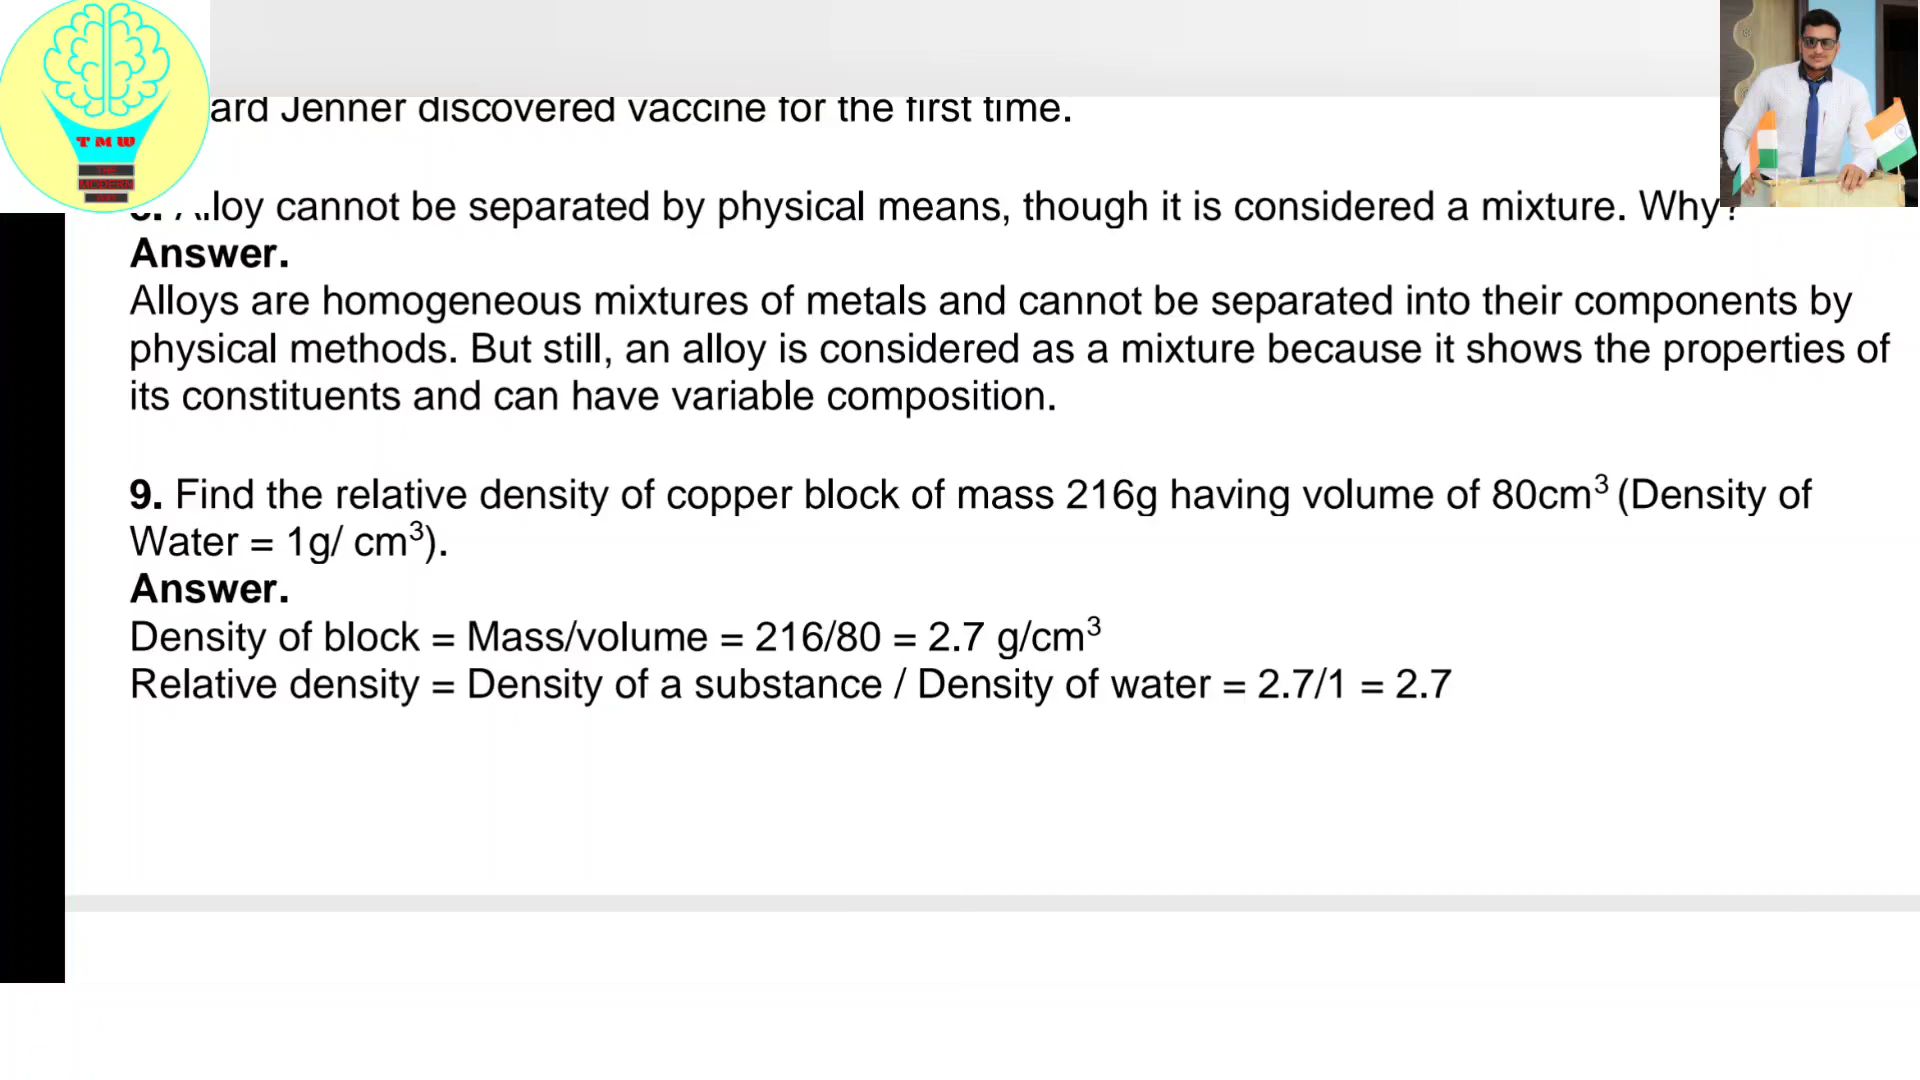 T M W
THE
MODERN
WAY
ard Jenner discovered vaccine for the first time.
8. Alloy cannot be separated by physical means, though it is considered a mixture. Why?
Answer.
Alloys are homogeneous mixtures of metals and cannot be separated into their components by
physical methods. But still, an alloy is considered as a mixture because it shows the properties of
its constituents and can have variable composition.
9. Find the relative density of copper block of mass 216g having volume of 80cm³ (Density of
Water = 1g/ cm³).
Answer.
Density of block = Mass/volume = 216/80 = 2.7 g/cm³
Relative density = Density of a substance / Density of water = 2.7/1 = 2.7